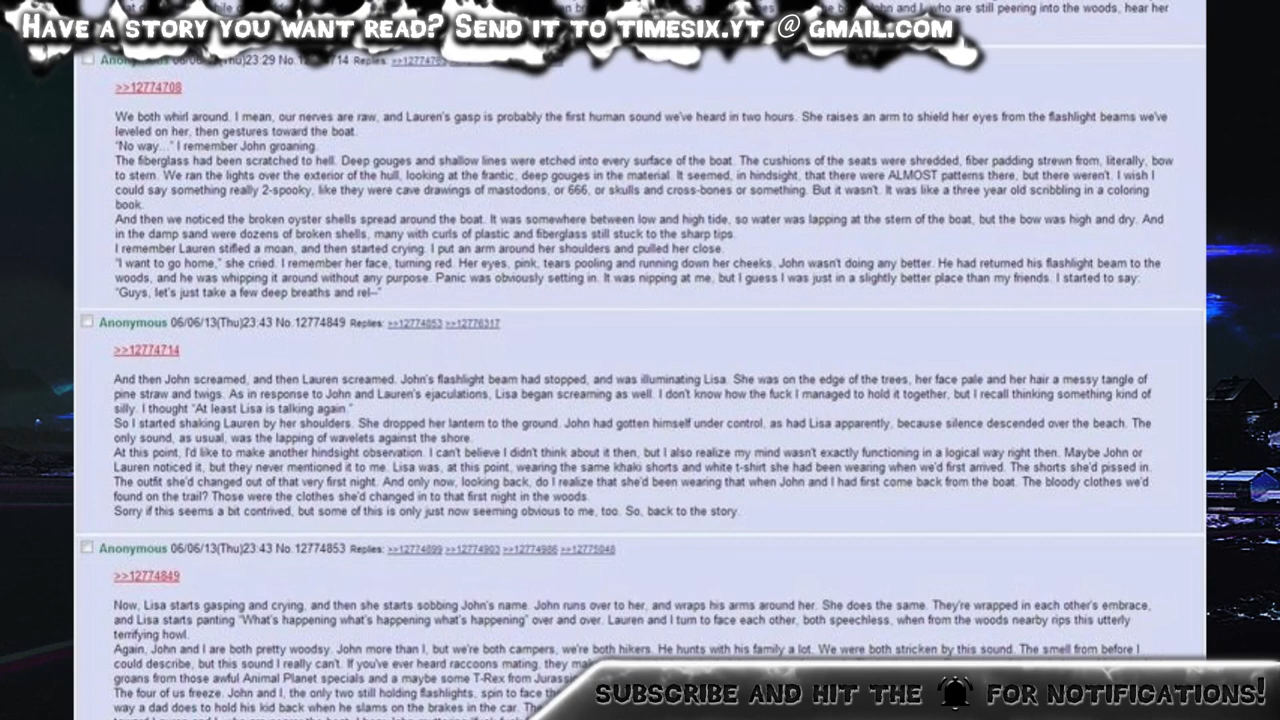 John and I, who are still peering into the woods, hear her
HAVE A STORY YOU WANT READ? SEND IT TO TIMESIX.YT @ GMAIL.COM
23:29 No. Replies:
>>12774708
We both whirl around. I mean, our nerves are raw, and Lauren's gasp is probably the first human sound we've heard in two hours. She raises an arm to shield her eyes from the flashlight beams we've
leveled on her, then gestures toward the boat.
“No way...” I remember John groaning.
The fiberglass had been scratched to hell. Deep gouges and shallow lines were etched into every surface of the boat. The cushions of the seats were shredded, fiber padding strewn from, literally, bow
to stern. We ran the lights over the exterior of the hull, looking at the frantic, deep gouges in the material. It seemed, in hindsight, that there were ALMOST patterns there, but there weren't. I wish I
could say something really 2-spooky, like they were cave drawings of mastodons, or 666, or skulls and cross-bones or something. But it wasn't. It was like a three year old scribbling in a coloring
book.
And then we noticed the broken oyster shells spread around the boat. It was somewhere between low and high tide, so water was lapping at the stern of the boat, but the bow was high and dry. And
in the damp sand were dozens of broken shells, many with curls of plastic and fiberglass still stuck to the sharp tips.
I remember Lauren stifled a moan, and then started crying. I put an arm around her shoulders and pulled her close.
“I want to go home,” she cried. I remember her face, turning red. Her eyes, pink, tears pooling and running down her cheeks. John wasn't doing any better. He had returned his flashlight beam to the
woods, and he was whipping it around without any purpose. Panic was obviously setting in. It was nipping at me, but I guess I was just in a slightly better place than my friends. I started to say:
“Guys, let's just take a few deep breaths and rel--”
Anonymous 06/06/13(Thu)23:43 No.12774849 Replies: >>12774853 >>12776317
>>12774714
And then John screamed, and then Lauren screamed. John's flashlight beam had stopped, and was illuminating Lisa. She was on the edge of the trees, her face pale and her hair a messy tangle of
pine straw and twigs. As in response to John and Lauren's ejaculations, Lisa began screaming as well. I don't know how the fuck I managed to hold it together, but I recall thinking something kind of
silly. I thought “At least Lisa is talking again.”
So I started shaking Lauren by her shoulders. She dropped her lantern to the ground. John had gotten himself under control, as had Lisa apparently, because silence descended over the beach. The
only sound, as usual, was the lapping of wavelets against the shore.
At this point, I'd like to make another hindsight observation. I can't believe I didn't think about it then, but I also realize my mind wasn't exactly functioning in a logical way right then. Maybe John or
Lauren noticed it, but they never mentioned it to me. Lisa was, at this point, wearing the same khaki shorts and white t-shirt she had been wearing when we'd first arrived. The shorts she'd pissed in.
The outfit she'd changed out of that very first night. And only now, looking back, do I realize that she'd been wearing that when John and I had first come back from the boat. The bloody clothes we'd
found on the trail? Those were the clothes she'd changed in to that first night in the woods.
Sorry if this seems a bit contrived, but some of this is only just now seeming obvious to me, too. So, back to the story.
Anonymous 06/06/13(Thu)23:43 No.12774853 Replies: >>12774899 >>12774903 >>12774986 >>12775048
>>12774849
Now, Lisa starts gasping and crying, and then she starts sobbing John's name. John runs over to her, and wraps his arms around her. She does the same. They're wrapped in each other's embrace,
and Lisa starts panting “What's happening what's happening what's happening” over and over. Lauren and I turn to face each other, both speechless, when from the woods nearby rips this utterly
terrifying howl.
Again, John and I are both pretty woodsy. John more than I, but we're both campers, we're both hikers. He hunts with his family a lot. We were both stricken by this sound. The smell from before I
could describe, but this sound I really can't. If you've ever heard raccoons mating, they
groans from those awful Animal Planet specials and a maybe some T-Rex from
The four of us freeze. John and I, the only two still holding flashlights, spin to face
way a dad does to hold his kid back when he slams on the brakes in the car.
SUBSCRIBE AND HIT THE FOR NOTIFICATIONS!